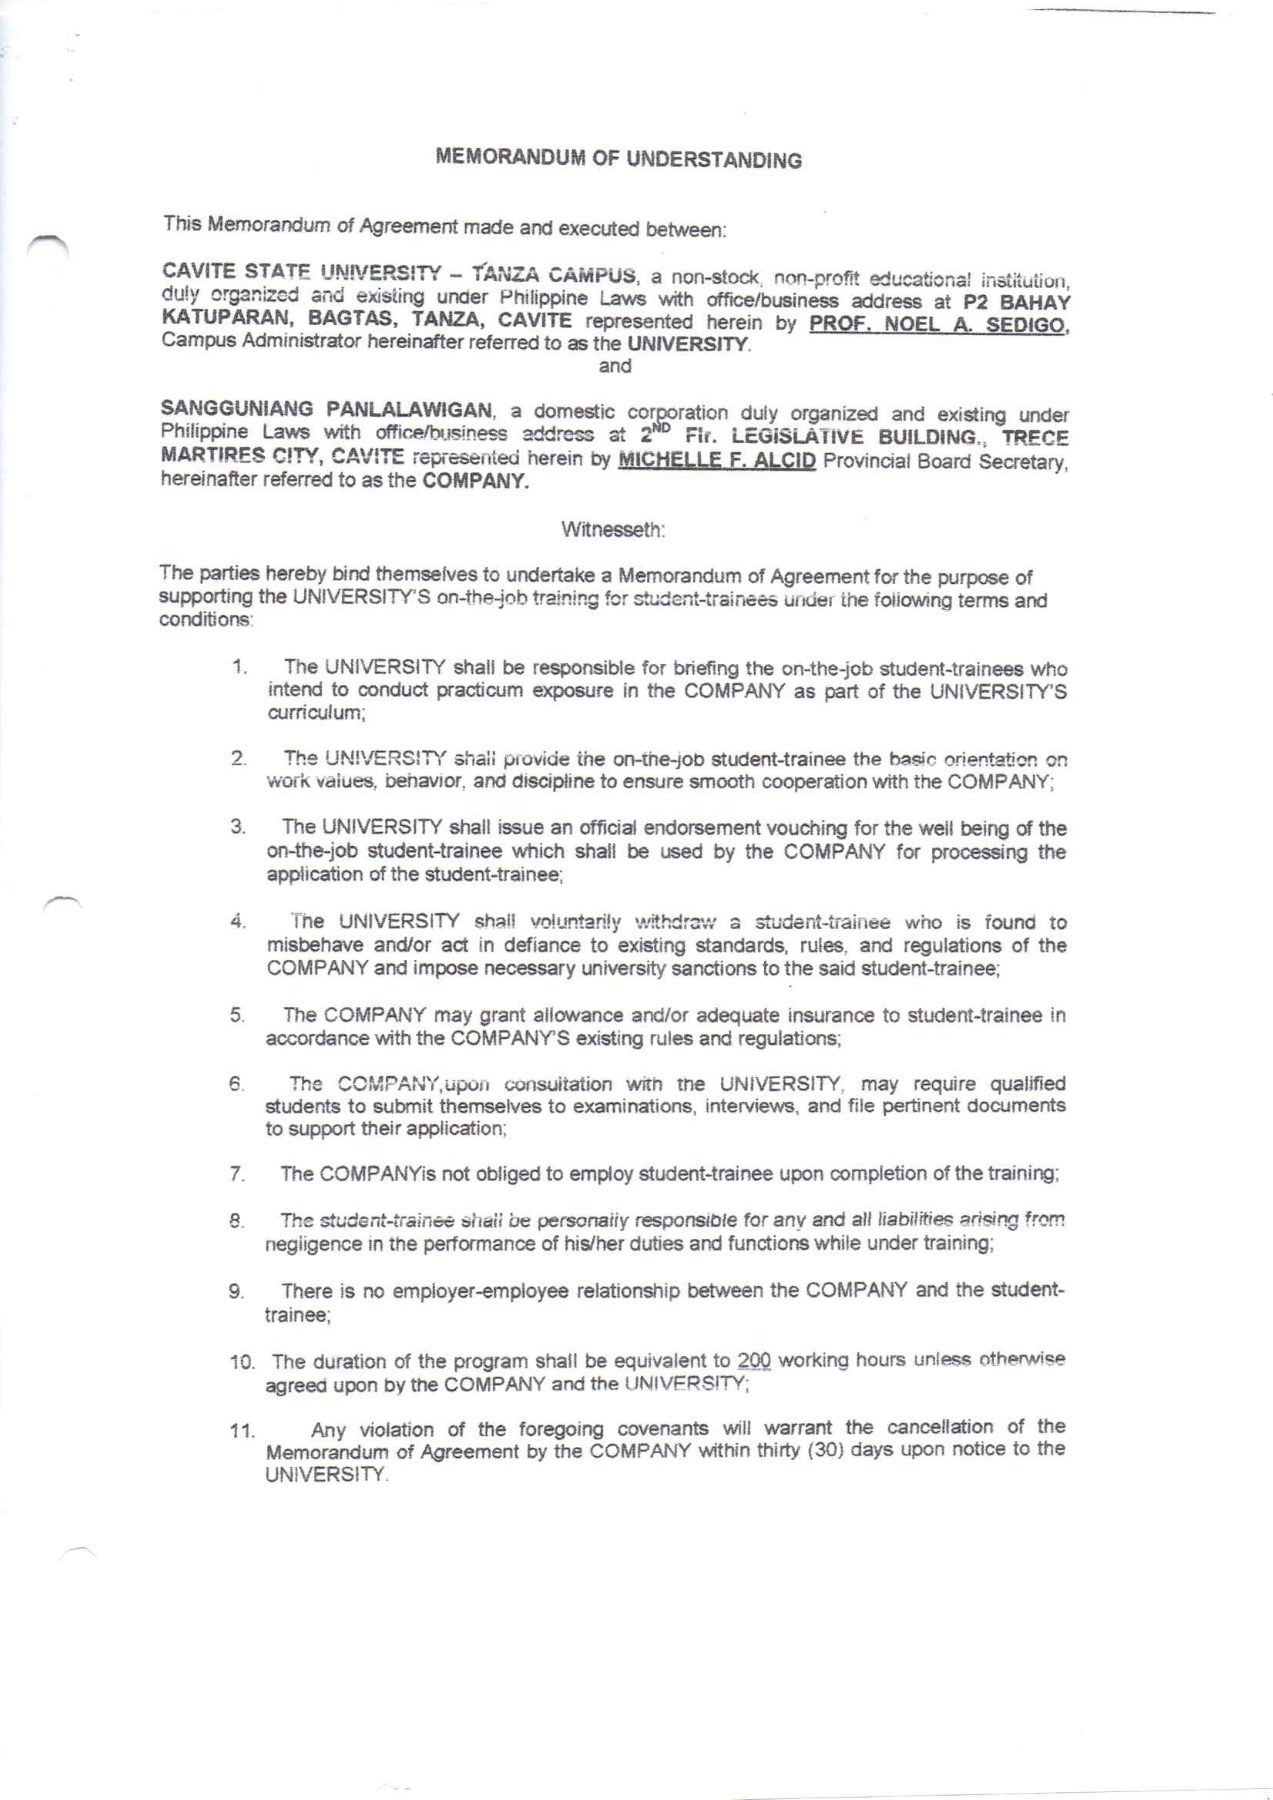 MEMORANDUM OF UNDERSTANDING
This Memorandum of Agreement made and executed between:
CAVITE STATE UNIVERSITY – TANZA CAMPUS, a non-stock, non-profit educational institution,
duly organized and existing under Philippine Laws with office/business address at P2 BAHAY
KATUPARAN, BAGTAS, TANZA, CAVITE represented herein by PROF. NOEL A. SEDIGO,
Campus Administrator hereinafter referred to as the UNIVERSITY.
and
SANGGUNIANG PANLALAWIGAN, a domestic corporation duly organized and existing under
Philippine Laws with office/business address at 2ND Flr. LEGISLATIVE BUILDING., TRECE
MARTIRES CITY, CAVITE represented herein by MICHELLE F. ALCID Provincial Board Secretary,
hereinafter referred to as the COMPANY.
Witnesseth:
The parties hereby bind themselves to undertake a Memorandum of Agreement for the purpose of
supporting the UNIVERSITY'S on-the-job training for student-trainees under the following terms and
conditions:
1. The UNIVERSITY shall be responsible for briefing the on-the-job student-trainees who
intend to conduct practicum exposure in the COMPANY as part of the UNIVERSITY'S
curriculum;
2. The UNIVERSITY shall provide the on-the-job student-trainee the basic orientation on
work values, behavior, and discipline to ensure smooth cooperation with the COMPANY;
3. The UNIVERSITY shall issue an official endorsement vouching for the well being of the
on-the-job student-trainee which shall be used by the COMPANY for processing the
application of the student-trainee;
4. The UNIVERSITY shall voluntarily withdraw a student-trainee who is found to
misbehave and/or act in defiance to existing standards, rules, and regulations of the
COMPANY and impose necessary university sanctions to the said student-trainee;
5. The COMPANY may grant allowance and/or adequate insurance to student-trainee in
accordance with the COMPANY'S existing rules and regulations;
6. The COMPANY,upon consultation with the UNIVERSITY, may require qualified
students to submit themselves to examinations, interviews, and file pertinent documents
to support their application;
7. The COMPANYis not obliged to employ student-trainee upon completion of the training;
8. The student-trainee shall be personally responsible for any and all liabilities arising from
negligence in the performance of his/her duties and functions while under training;
9. There is no employer-employee relationship between the COMPANY and the student-
trainee;
10. The duration of the program shall be equivalent to 200 working hours unless otherwise
agreed upon by the COMPANY and the UNIVERSITY;
11. Any violation of the foregoing covenants will warrant the cancellation of the
Memorandum of Agreement by the COMPANY within thirty (30) days upon notice to the
UNIVERSITY.